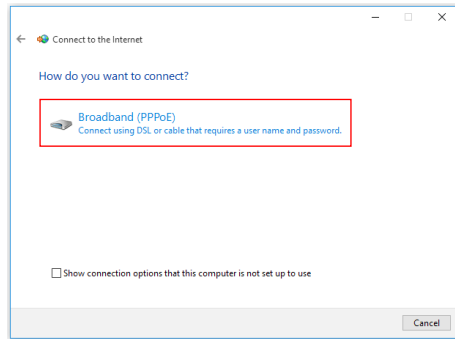 Connect to the Internet
How do you want to connect?
Broadband (PPPoE)
Connect using DSL or cable that requires a user name and password.
Show connection options that this computer is not set up to use
Cancel